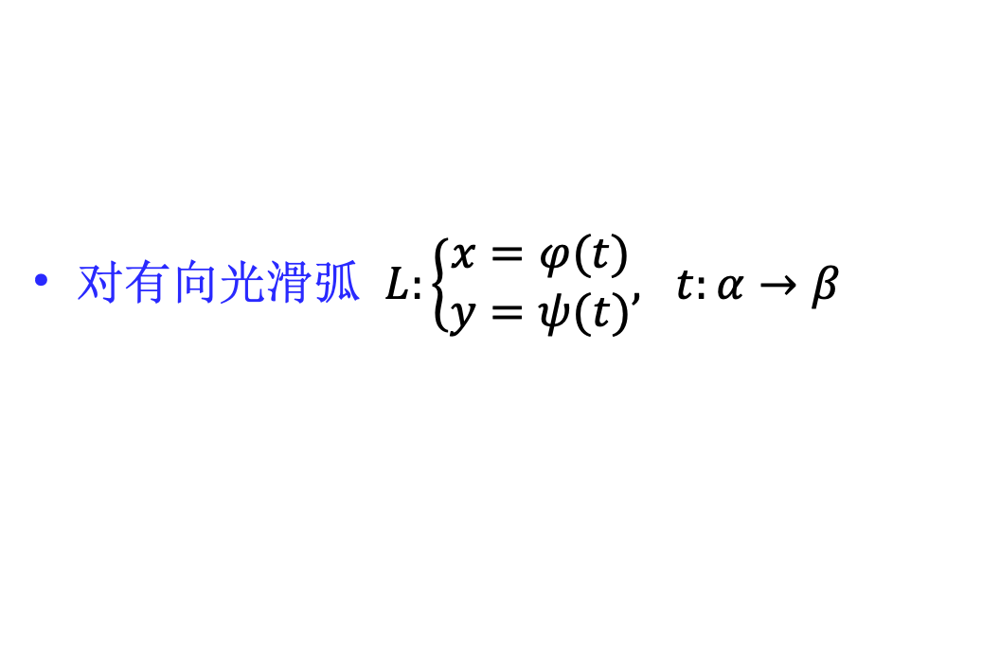 • 对有向光滑弧 L:{x = φ(t) y = ψ(t), t: α → β